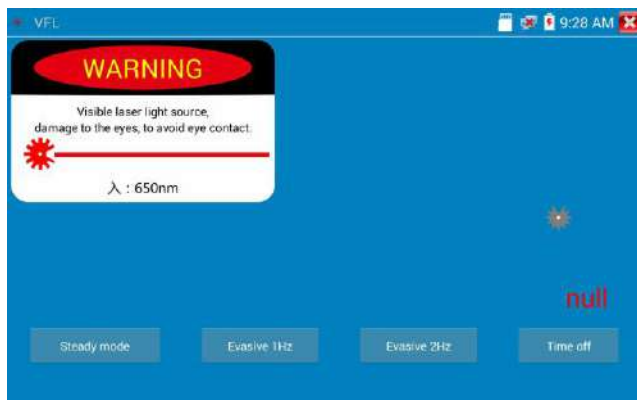 VFL
9:28 AM
WARNING
Visible laser light source,
damage to the eyes, to avoid eye contact.
入 : 650nm
null
Steady mode
Evasive 1Hz
Evasive 2Hz
Time off